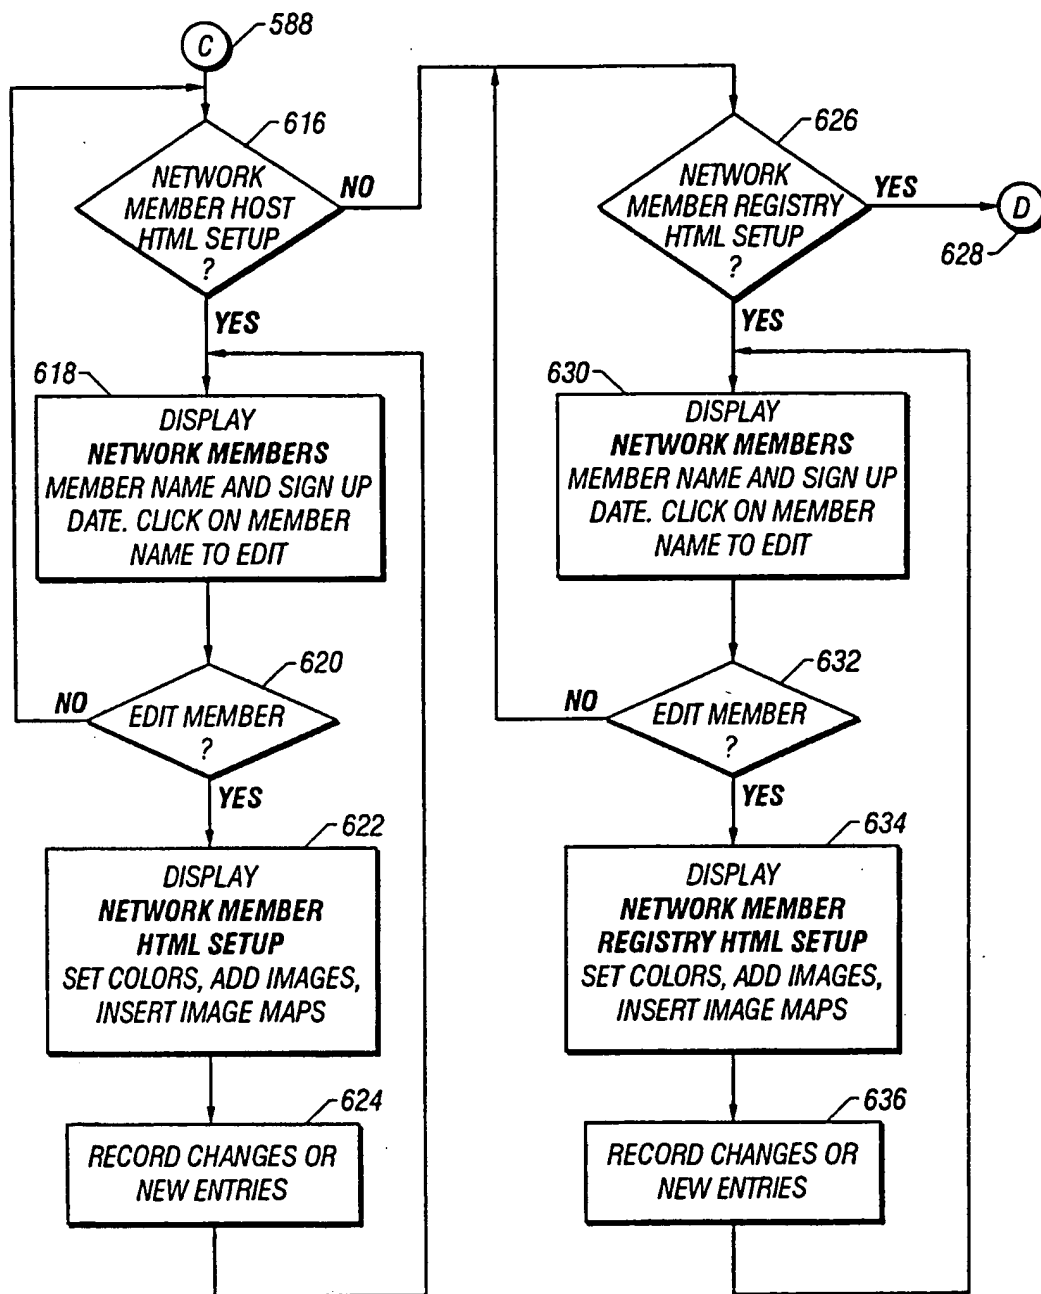 C
588
616
NETWORK
MEMBER HOST
HTML SETUP
?
NO
YES
618
DISPLAY
NETWORK MEMBERS
MEMBER NAME AND SIGN UP
DATE. CLICK ON MEMBER
NAME TO EDIT
620
NO
EDIT MEMBER
?
YES
622
DISPLAY
NETWORK MEMBER
HTML SETUP
SET COLORS, ADD IMAGES,
INSERT IMAGE MAPS
624
RECORD CHANGES OR
NEW ENTRIES
626
NETWORK
MEMBER REGISTRY
HTML SETUP
?
YES
D
628
YES
630
DISPLAY
NETWORK MEMBERS
MEMBER NAME AND SIGN UP
DATE. CLICK ON MEMBER
NAME TO EDIT
632
NO
EDIT MEMBER
?
YES
634
DISPLAY
NETWORK MEMBER
REGISTRY HTML SETUP
SET COLORS, ADD IMAGES,
INSERT IMAGE MAPS
636
RECORD CHANGES OR
NEW ENTRIES